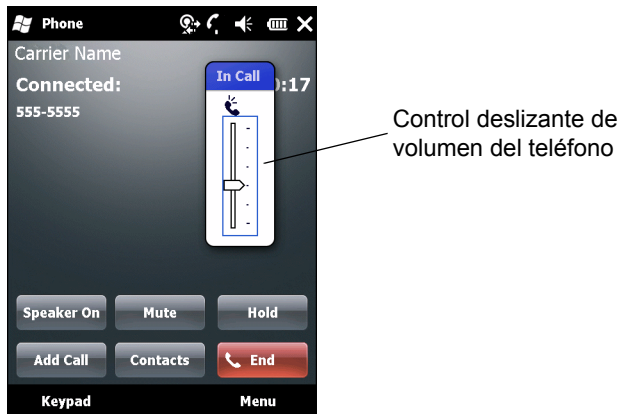 Phone
Carrier Name
Connected: :17
In Call
555-5555
Control deslizante de
volumen del teléfono
Speaker On Mute Hold
Add Call Contacts End
Keypad Menu